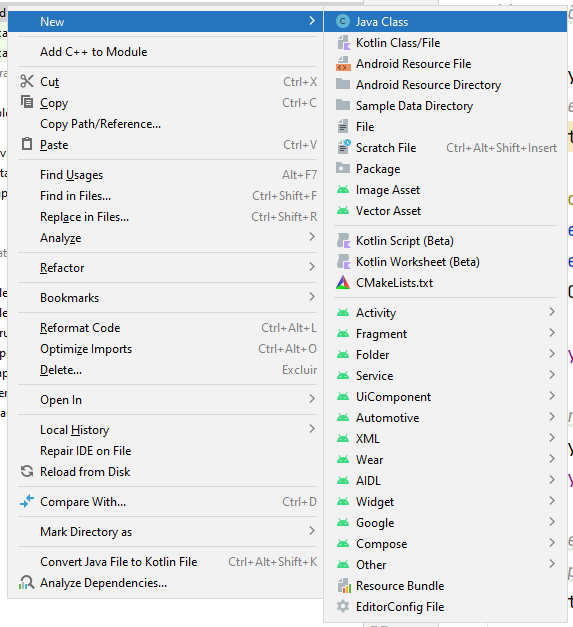 New
Add C++ to Module
Cut Ctrl+X
Copy Ctrl+C
Copy Path/Reference...
Paste Ctrl+V
Find Usages Alt+F7
Find in Files... Ctrl+Shift+F
Replace in Files... Ctrl+Shift+R
Analyze
Refactor
Bookmarks
Reformat Code Ctrl+Alt+L
Optimize Imports Ctrl+Alt+O
Delete... Excluir
Open In
Local History
Repair IDE on File
Reload from Disk
Compare With... Ctrl+D
Mark Directory as
Convert Java File to Kotlin File Ctrl+Alt+Shift+K
Analyze Dependencies...
Java Class
Kotlin Class/File
Android Resource File
Android Resource Directory
Sample Data Directory
File
Scratch File Ctrl+Alt+Shift+Insert
Package
Image Asset
Vector Asset
Kotlin Script (Beta)
Kotlin Worksheet (Beta)
CMakeLists.txt
Activity
Fragment
Folder
Service
UiComponent
Automotive
XML
Wear
AIDL
Widget
Google
Compose
Other
Resource Bundle
EditorConfig File